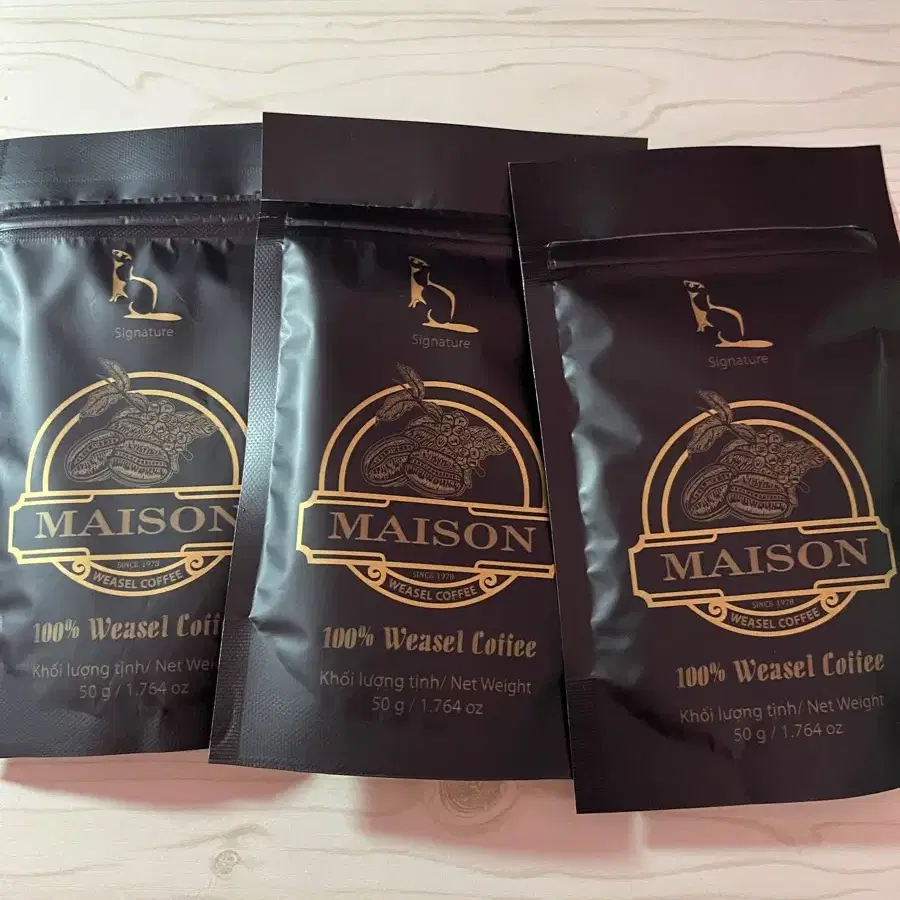 Signature
MAISON
SINCE 1978
WEASEL COFFEE
100% Weasel Coff
Khối lượng tịnh/ Net Wei
50 g / 1.764 oz
Signature
MAISON
SINCE 1978
WEASEL COFFEE
100% Weasel Coffee
Khối lượng tịnh/ Net Weight
50 g / 1.764 oz
Signature
MAISON
SINCE 1978
WEASEL COFFEE
100% Weasel Coffee
Khối lượng tịnh/ Net Weight
50 g / 1.764 oz